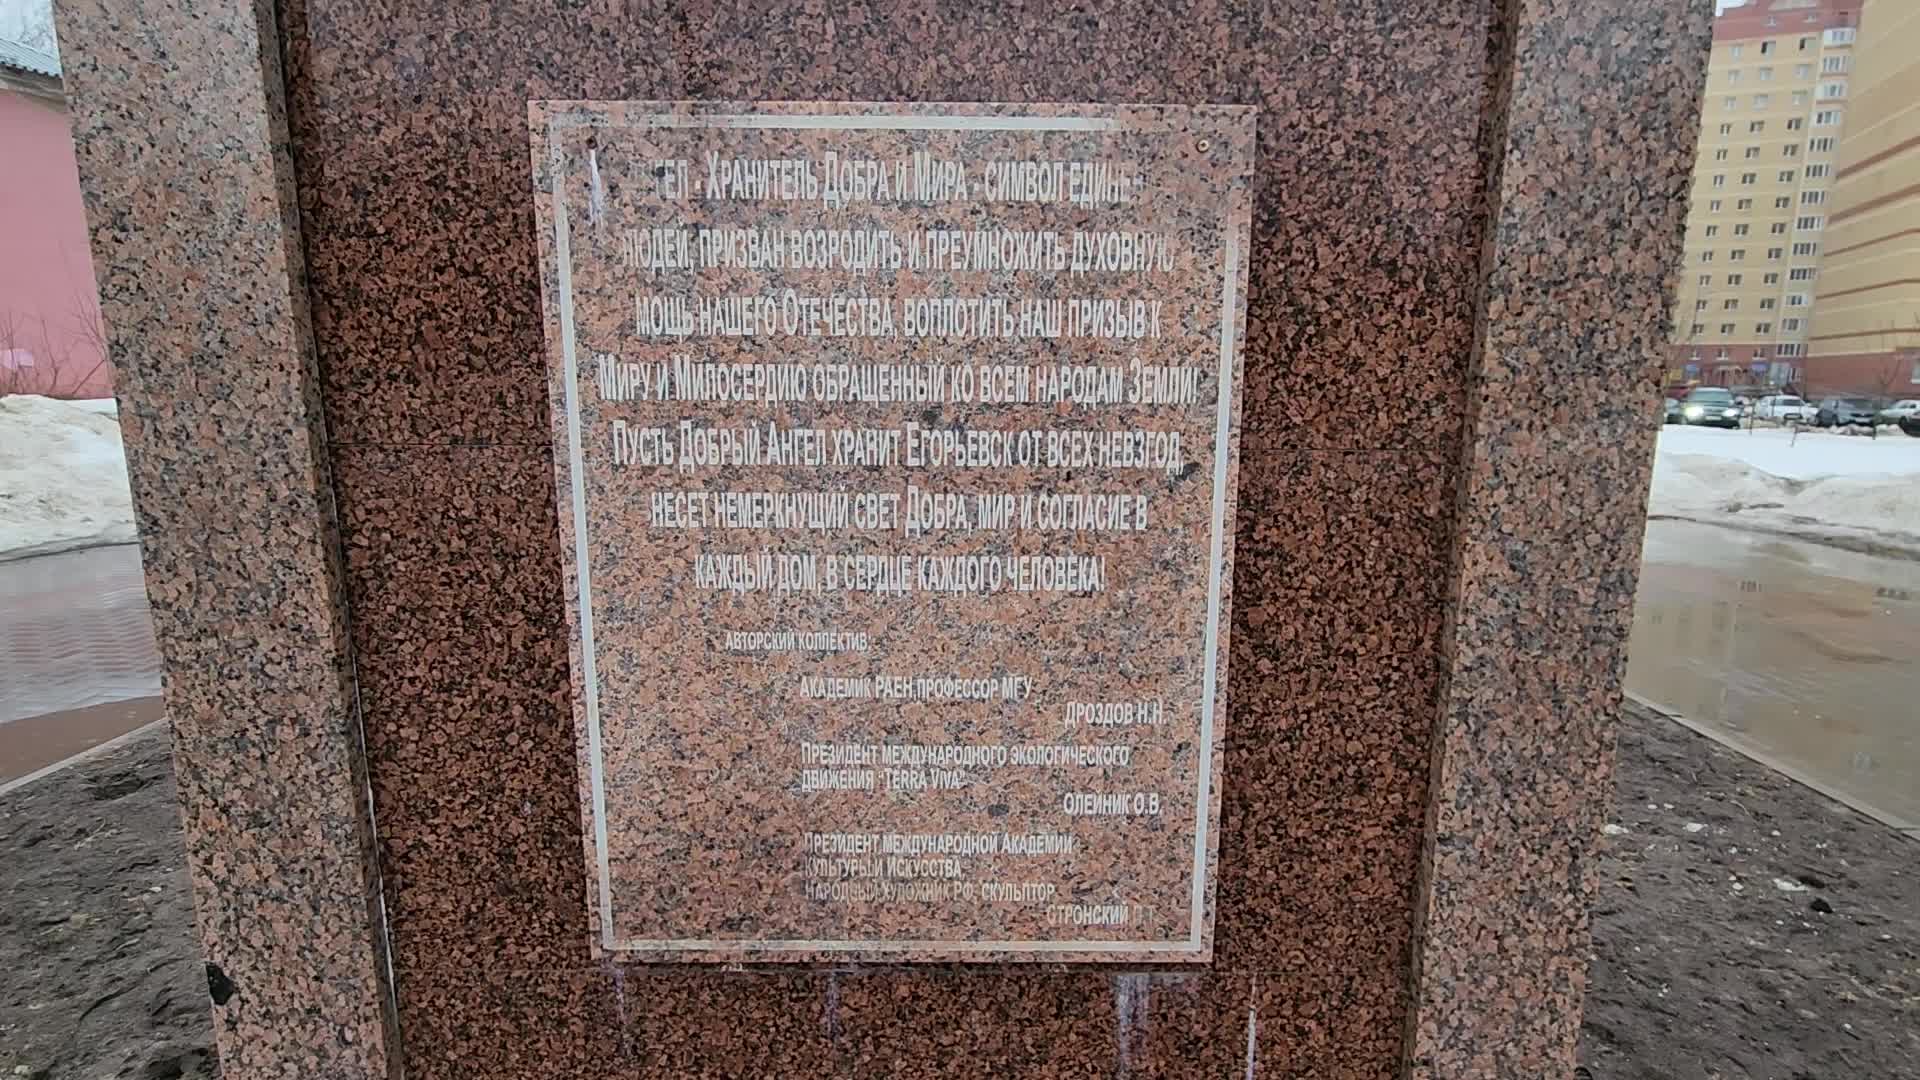 - Хранитель Добра и Мира - символ
людей, призван возродить и преумножить духовную
мощь нашего Отечества, воплотить наш призыв к
Миру и Милосердию обращенный ко всем народам Земли!
Пусть Добрый Ангел хранит Егорьевск от всех невзгод,
несет немеркнущий свет Добра, мир и согласие в
каждый дом, в сердце каждого человека!
авторский коллектив:
академик РАЕН,профессор МГУ
Дроздов Н.Н.
Президент международного экологического
движения "Terra Viva"
Олейник О.В.
Президент международной Академии
Культуры и Искусства,
народный художник РФ, скульптор
Стронский